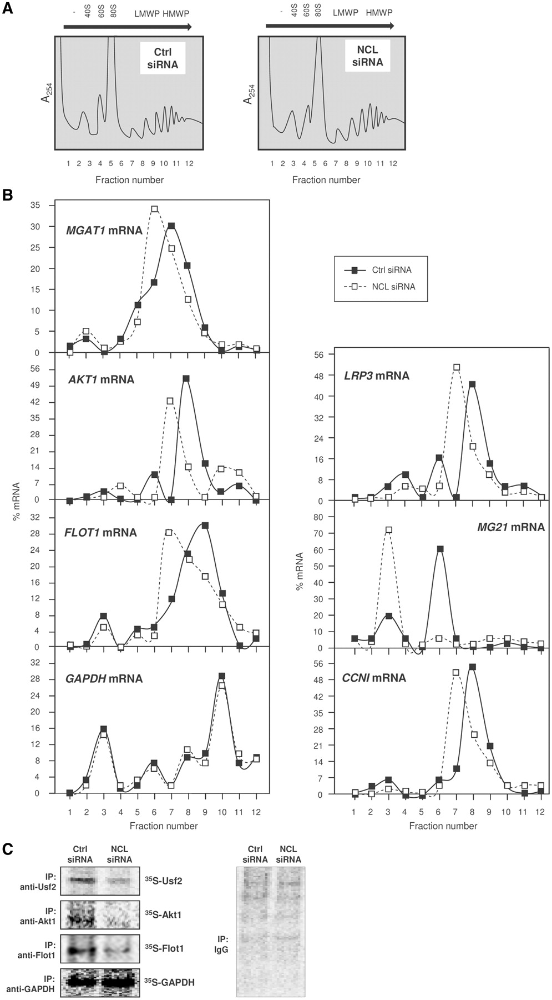 A
- 40S 60S 80S LMWP HMWP
- 40S 60S 80S LMWP HMWP
A254
Ctrl
siRNA
A254
NCL
siRNA
1 2 3 4 5 6 7 8 9 10 11 12
1 2 3 4 5 6 7 8 9 10 11 12
Fraction number
Fraction number
B
% mRNA
35
30
25
20
15
10
5
0
MGAT1 mRNA
Ctrl siRNA
NCL siRNA
56
49
42
35
28
21
14
7
0
AKT1 mRNA
32
28
24
20
16
12
8
4
0
FLOT1 mRNA
32
28
24
20
16
12
8
4
0
GAPDH mRNA
1 2 3 4 5 6 7 8 9 10 11 12
Fraction number
% mRNA
56
48
40
32
24
16
8
0
LRP3 mRNA
80
70
60
50
40
30
20
10
0
MG21 mRNA
56
48
42
35
28
21
14
7
0
CCNI mRNA
1 2 3 4 5 6 7 8 9 10 11 12
Fraction number
C
Ctrl NCL
siRNA siRNA
IP:
anti-Usf2
35S-Usf2
IP:
anti-Akt1
35S-Akt1
IP:
anti-Flot1
35S-Flot1
IP:
anti-GAPDH
35S-GAPDH
Ctrl NCL
siRNA siRNA
IP:
IgG